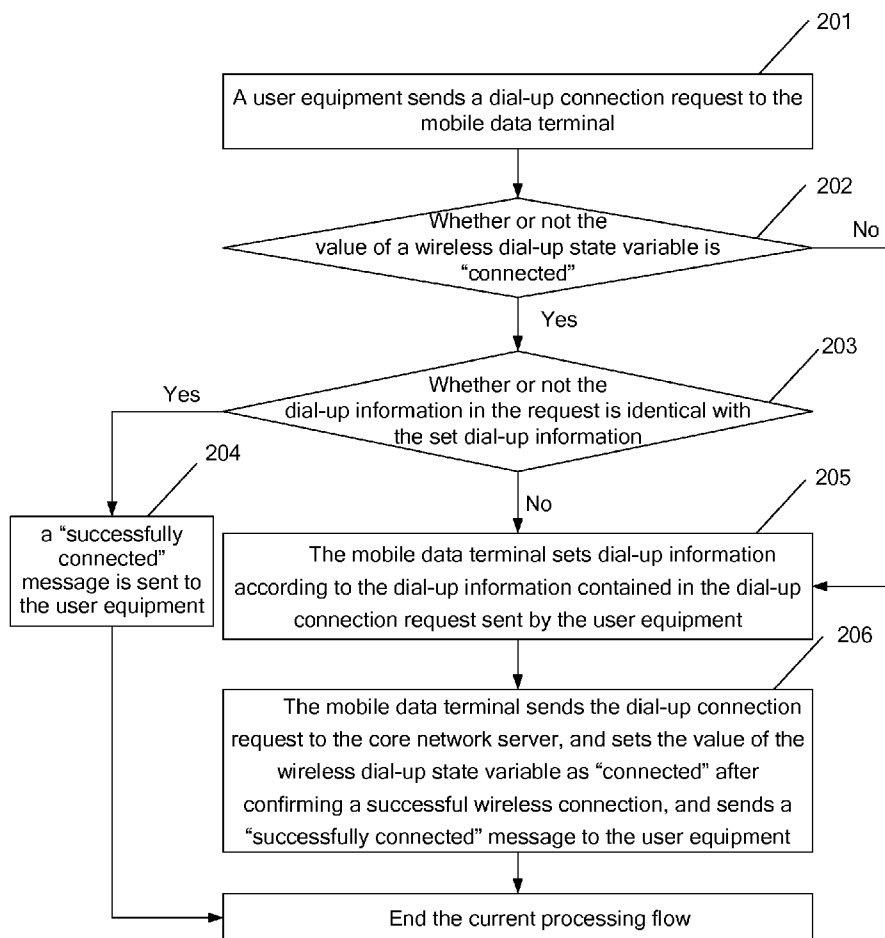 201
A user equipment sends a dial-up connection request to the
mobile data terminal
202
Whether or not the
value of a wireless dial-up state variable is
“connected”
No
Yes
203
Whether or not the
dial-up information in the request is identical with
the set dial-up information
Yes
204
No
205
a “successfully
connected”
message is sent to
the user equipment
The mobile data terminal sets dial-up information
according to the dial-up information contained in the dial-up
connection request sent by the user equipment
206
The mobile data terminal sends the dial-up connection
request to the core network server, and sets the value of the
wireless dial-up state variable as “connected” after
confirming a successful wireless connection, and sends a
“successfully connected” message to the user equipment
End the current processing flow